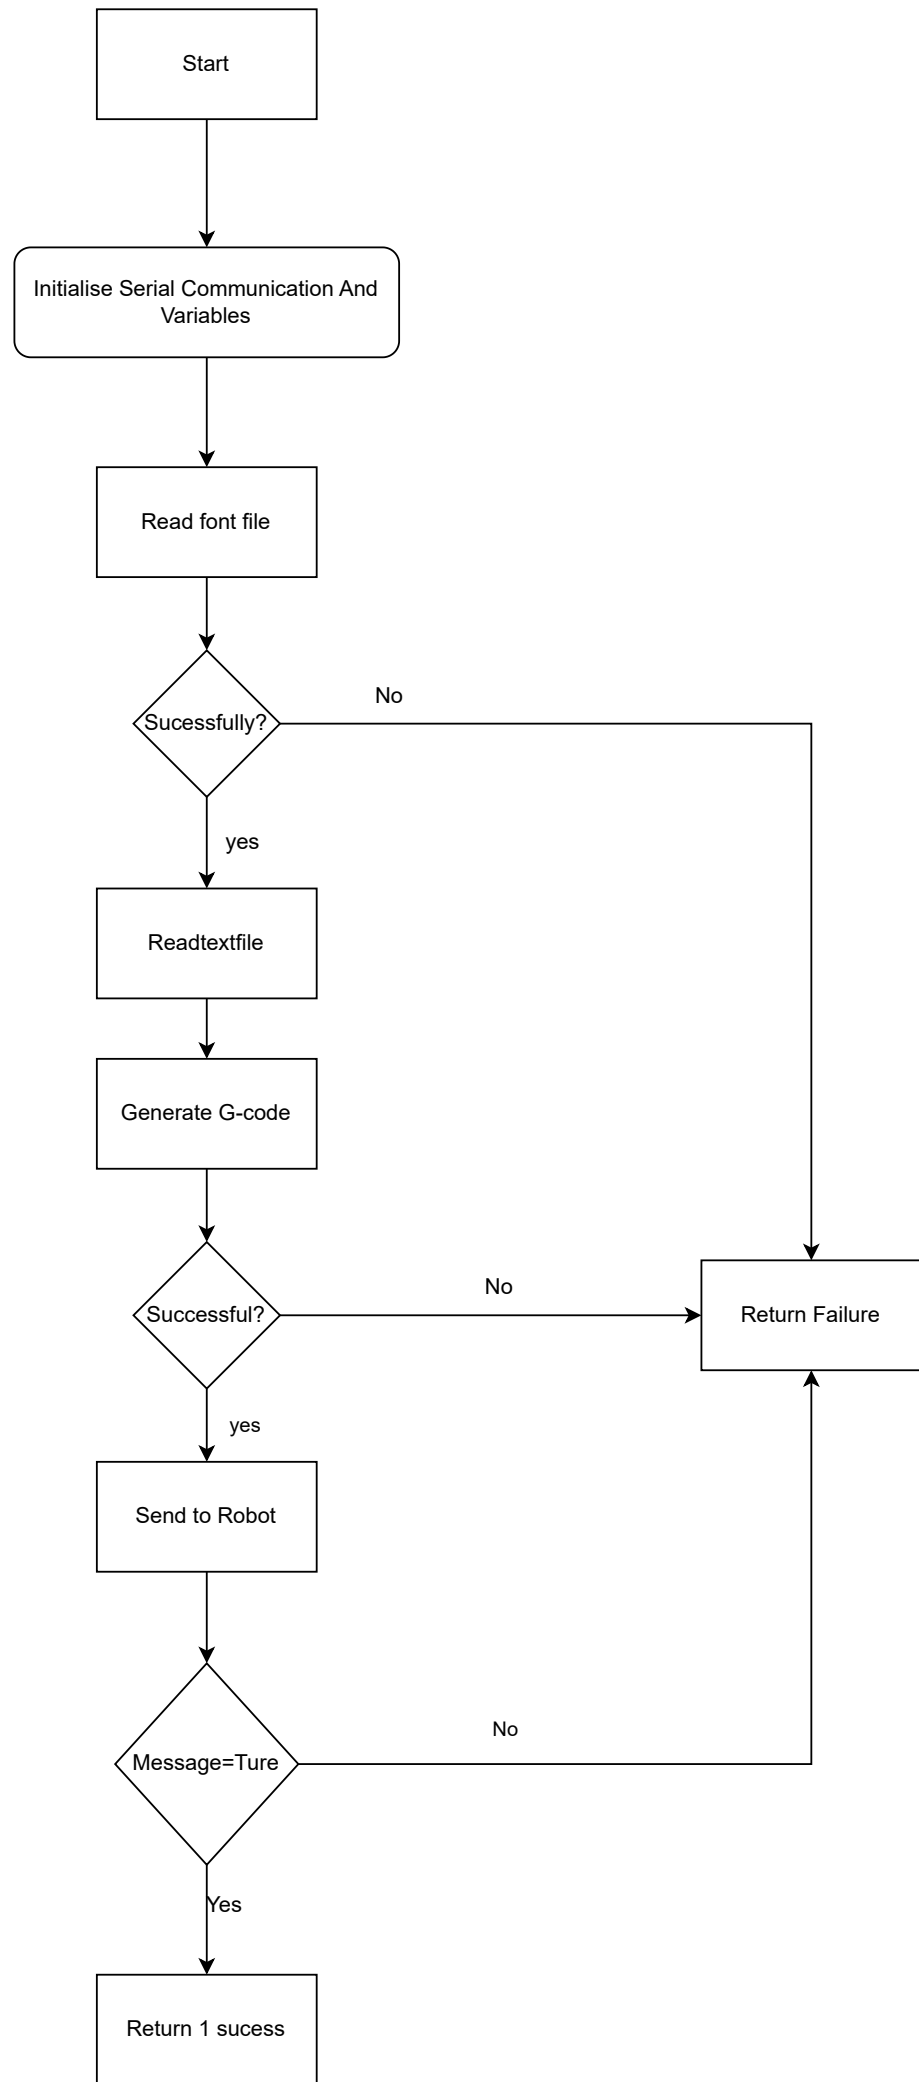 Start
Initialise Serial Communication And
Variables
Read font file
Sucessfully?
No
yes
Readtextfile
Generate G-code
Successful?
No
Return Failure
yes
Send to Robot
Message=Ture
No
Yes
Return 1 sucess